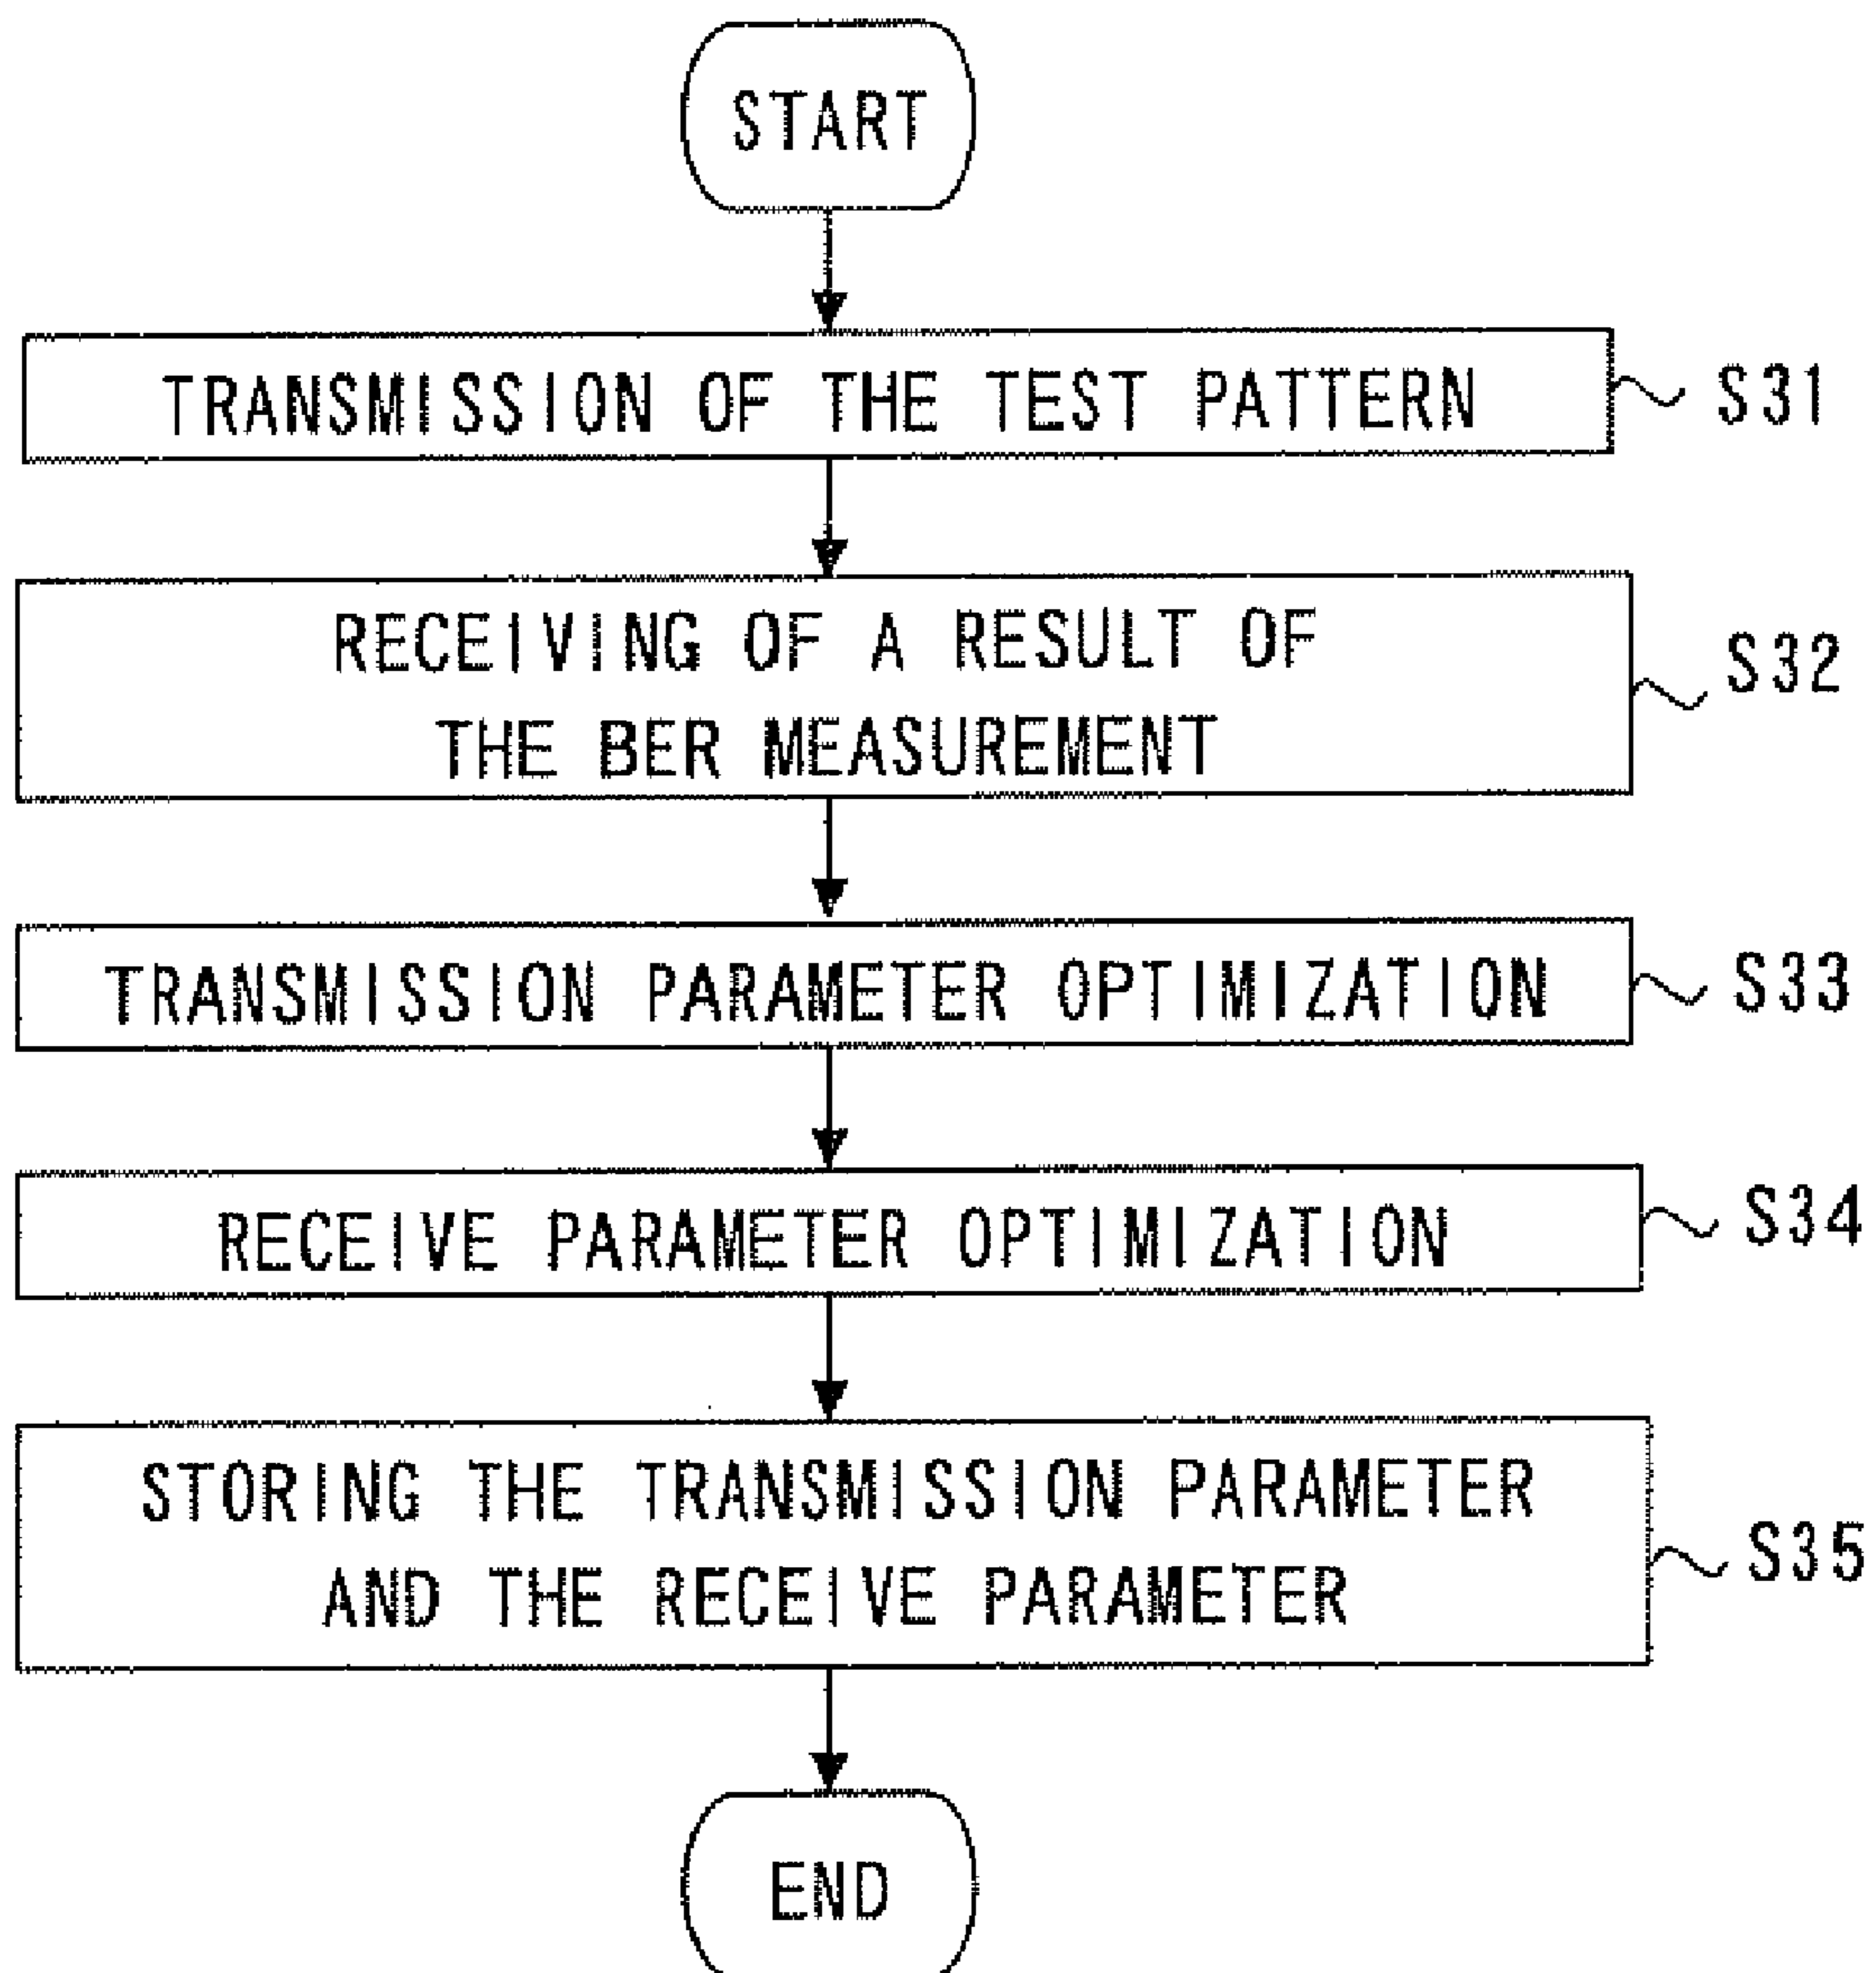 START
TRANSMISSION OF THE TEST PATTERN
S31
RECEIVING OF A RESULT OF
THE BER MEASUREMENT
S32
TRANSMISSION PARAMETER OPTIMIZATION
S33
RECEIVE PARAMETER OPTIMIZATION
S34
STORING THE TRANSMISSION PARAMETER
AND THE RECEIVE PARAMETER
S35
END